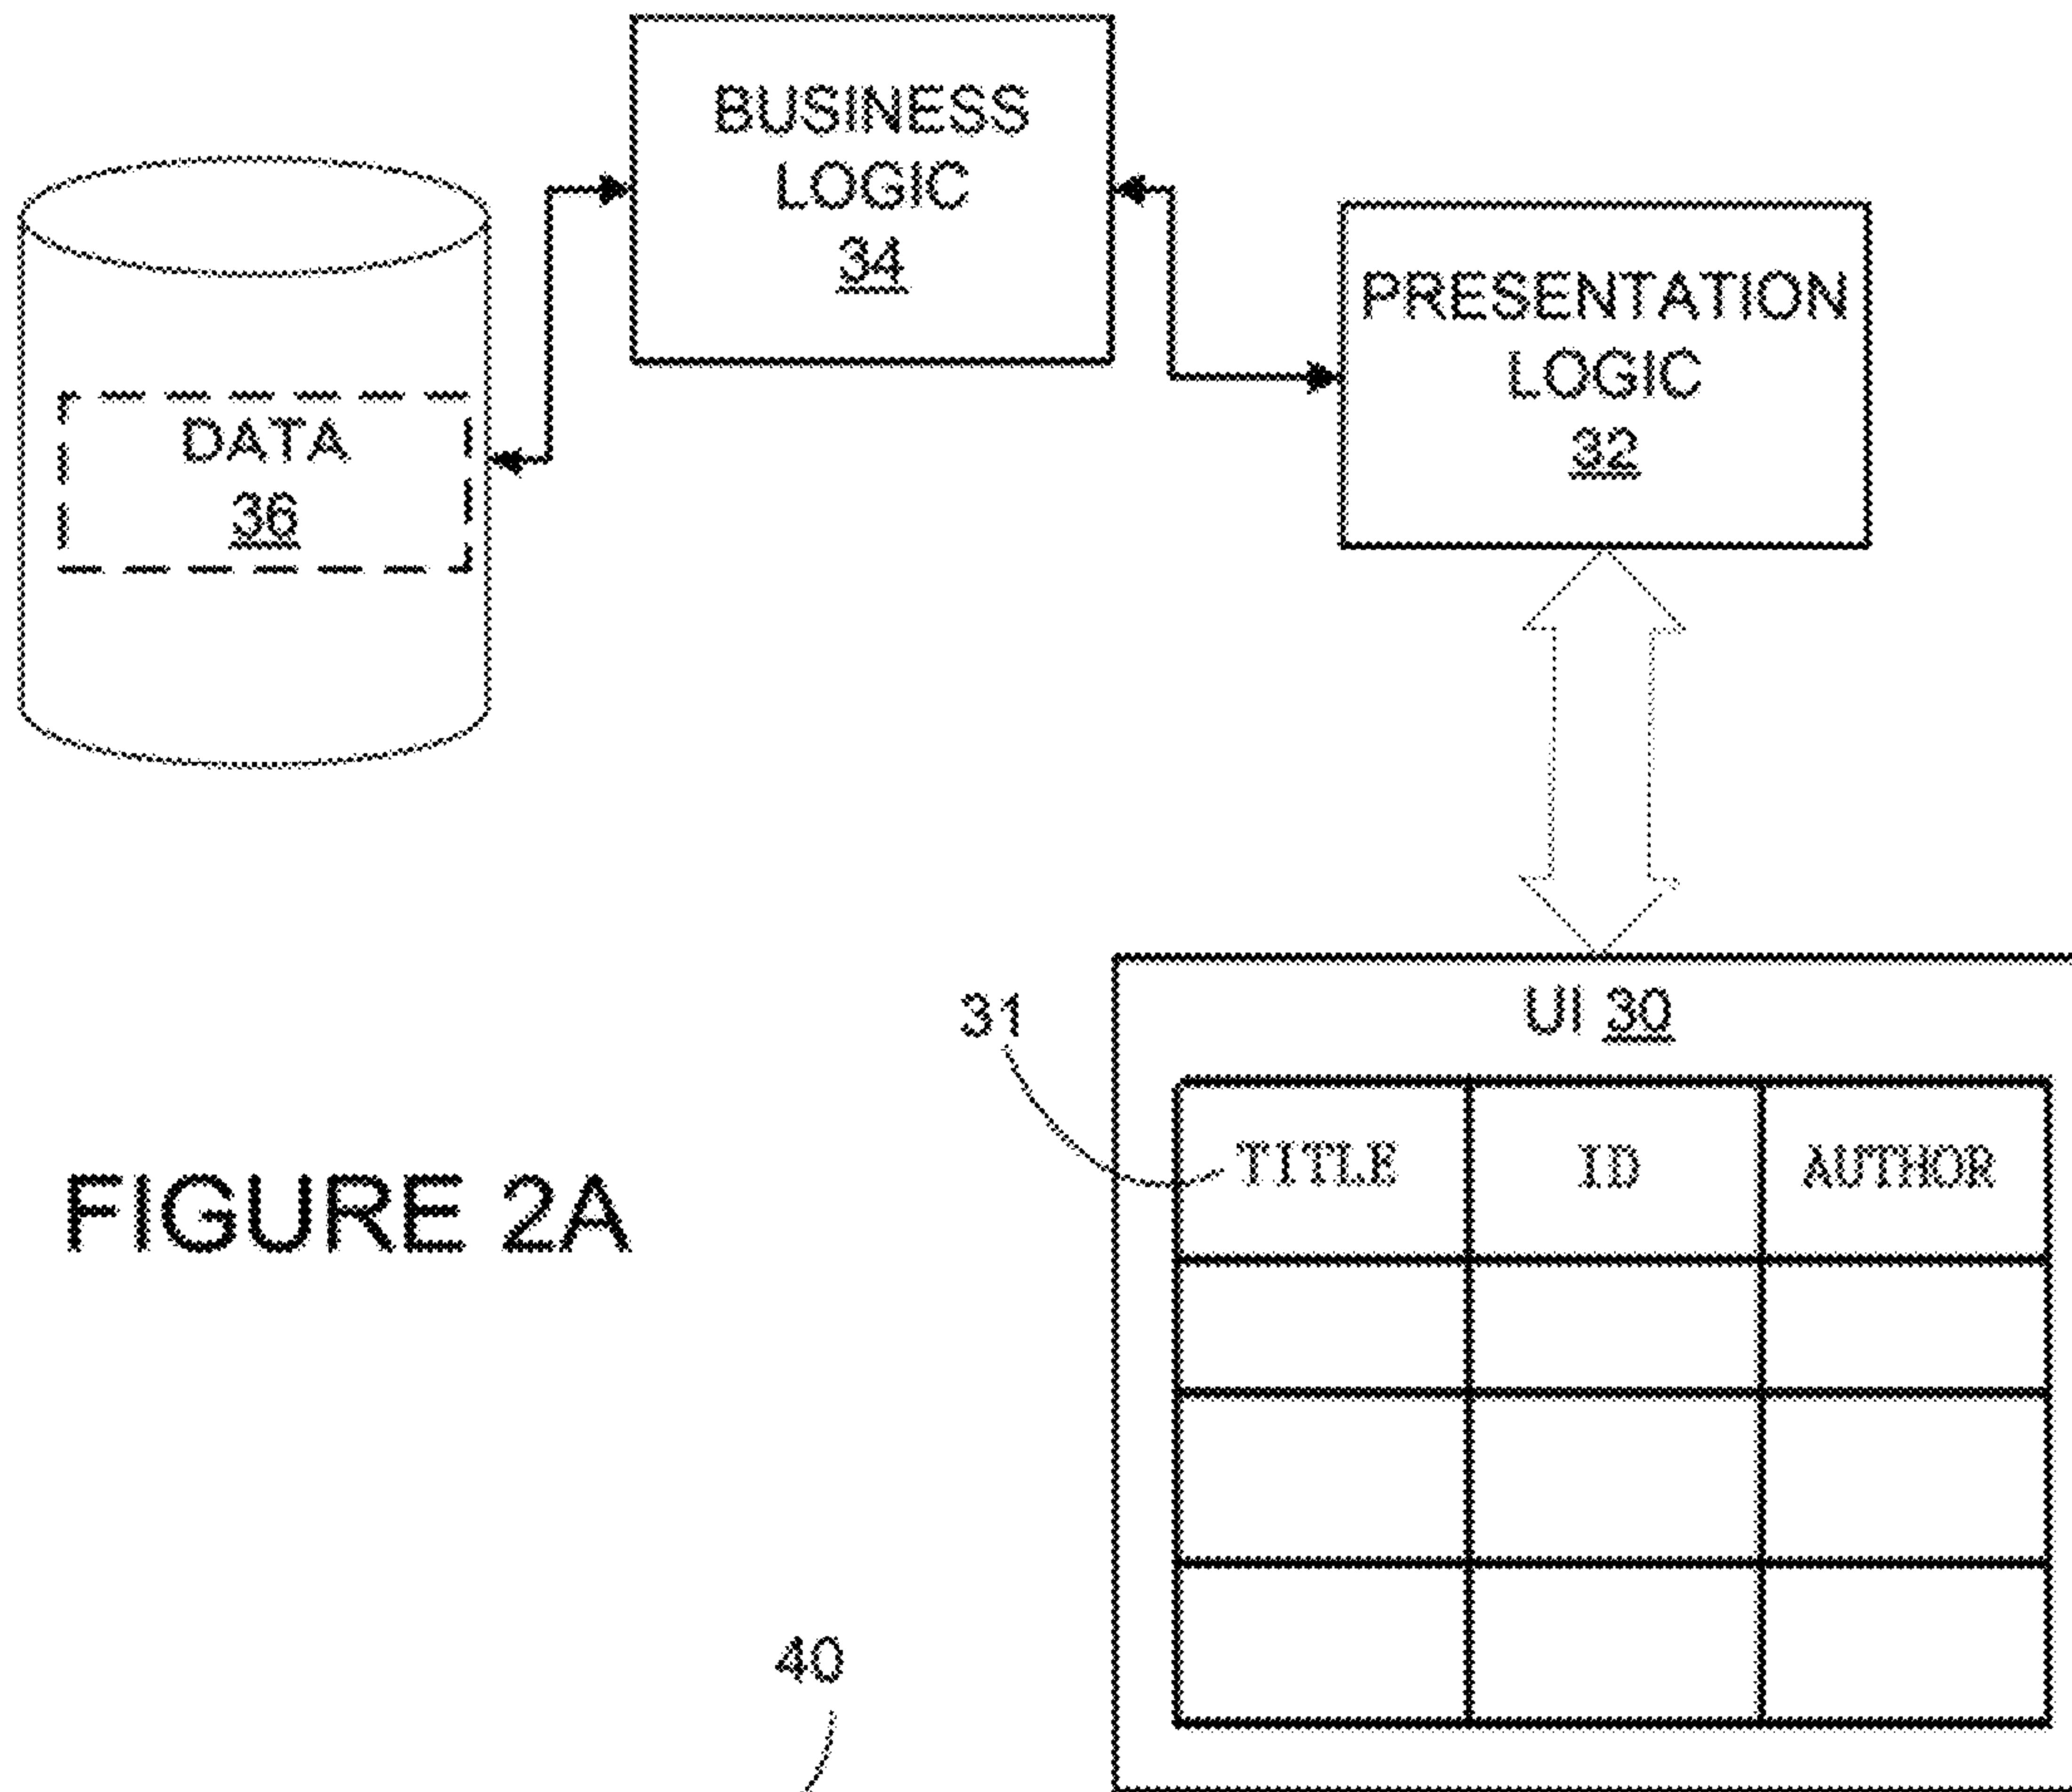 BUSINESS
LOGIC
34
PRESENTATION
LOGIC
32
DATA
36
31
UI 30
TITLE ID AUTHOR
FIGURE 2A
40